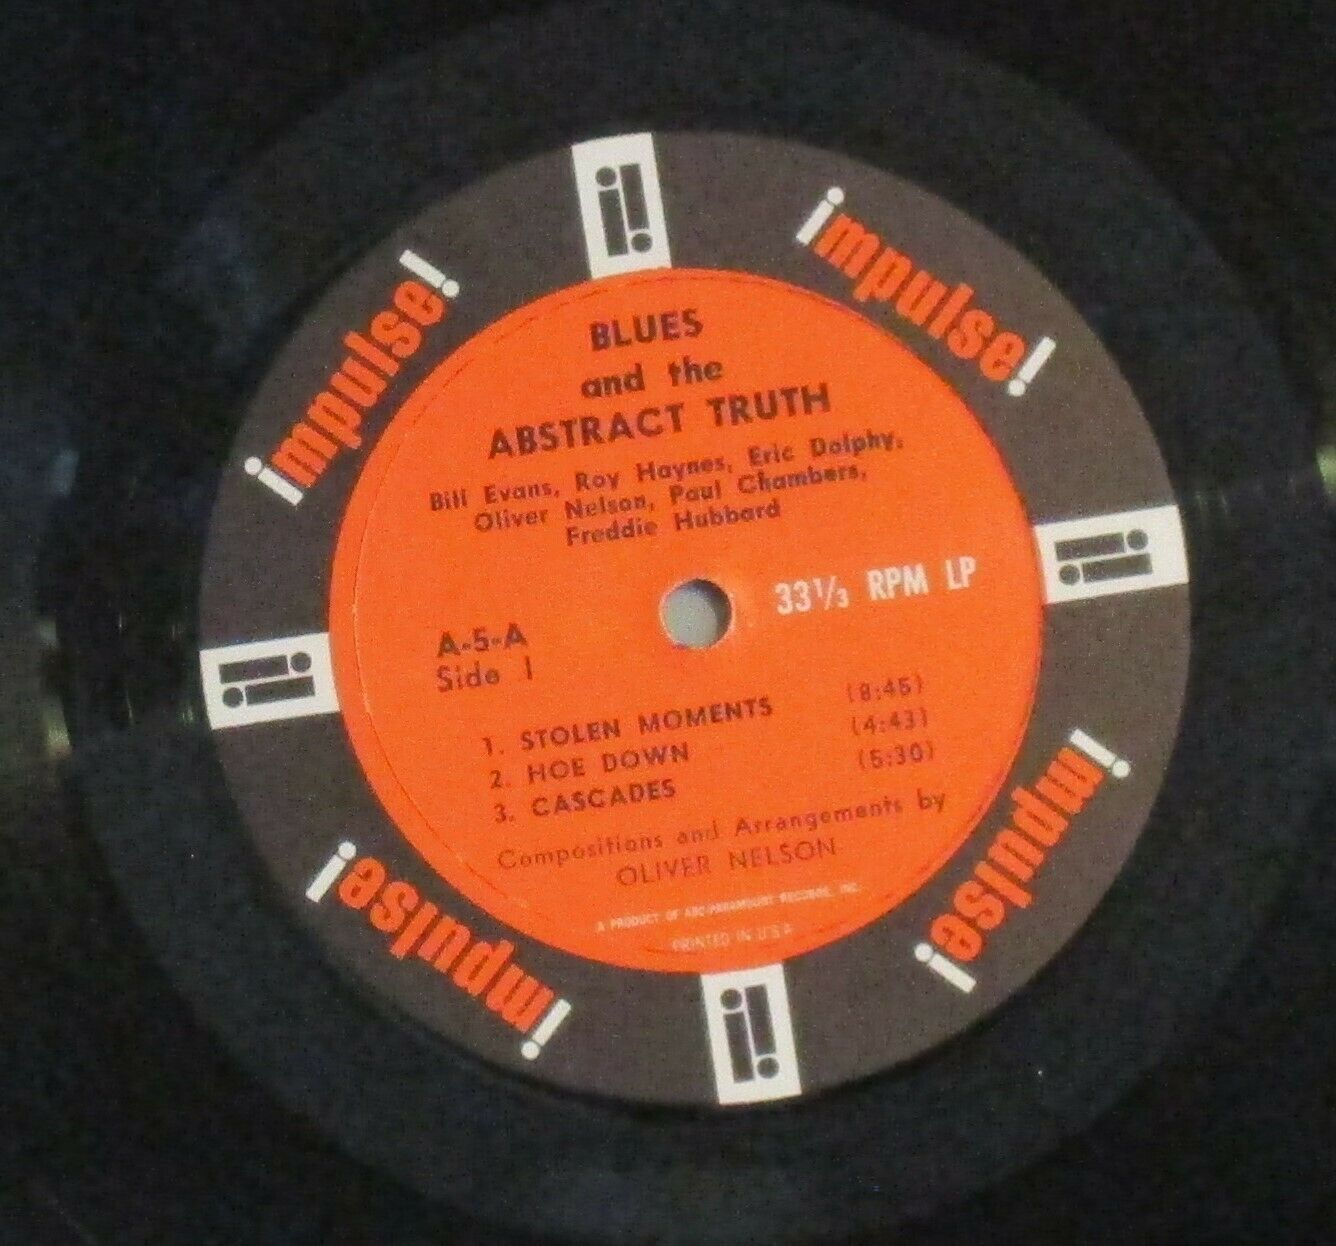 impulse!
impulse!
BLUES
and the
ABSTRACT TRUTH
Bill Evans, Roy Haynes, Eric Dolphy,
Oliver Nelson, Paul Chambers,
Freddie Hubbard
33⅓ RPM LP
A-5-A
Side 1
1. STOLEN MOMENTS (8:45)
2. HOE DOWN (4:43)
3. CASCADES (5:30)
Compositions and Arrangements by
OLIVER NELSON
A PRODUCT OF ABC-PARAMOUNT RECORDS, INC.
PRINTED IN U.S.A.
impulse!
impulse!